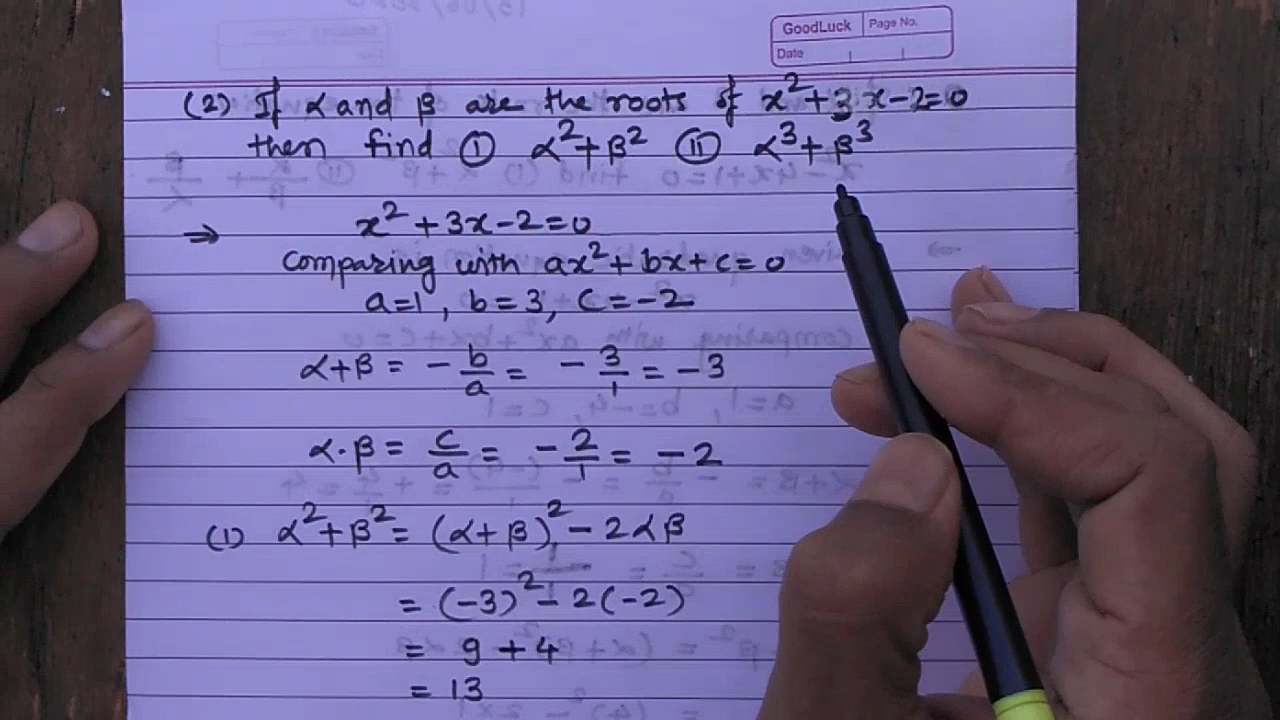 GoodLuck Page No.
Date
(2) If α and β are the roots of x²+3x-2=0
then find (i) α²+β² (ii) α³+β³
⇒ x²+3x-2=0
Comparing with ax²+bx+c=0
a=1, b=3, c=-2
α+β = -b/a = -3/1 = -3
α·β = c/a = -2/1 = -2
(1) α²+β² = (α+β)² - 2αβ
= (-3)² - 2(-2)
= 9 + 4
= 13